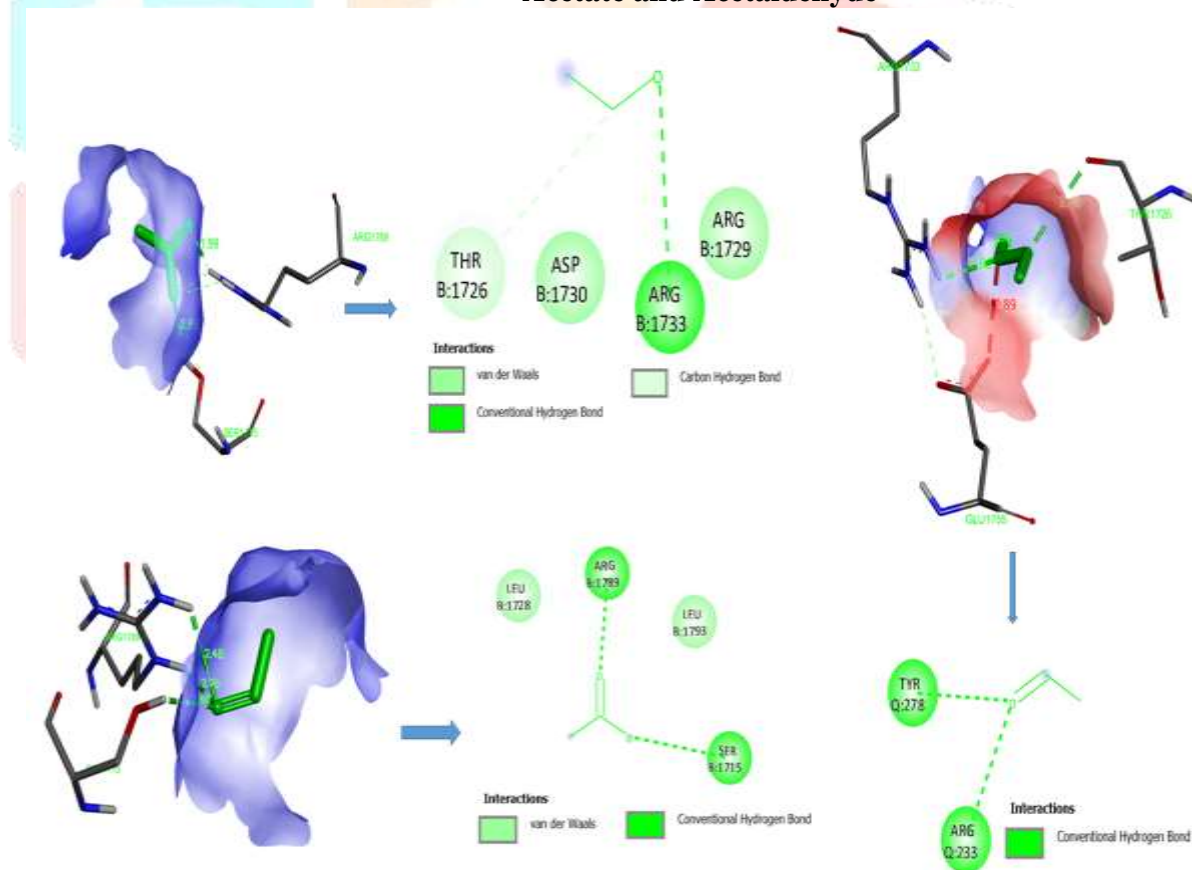 Acetate and Acetaldehyde
THR
B:1726
ASP
B:1730
ARG
B:1733
ARG
B:1729
Interactions
van der Waals
Carbon Hydrogen Bond
Conventional Hydrogen Bond
GLU1755
LEU
B:1728
ARG
B:1789
LEU
B:1793
SER
B:1715
Interactions
van der Waals
Conventional Hydrogen Bond
TYR
Q:278
ARG
Q:233
Interactions
Conventional Hydrogen Bond